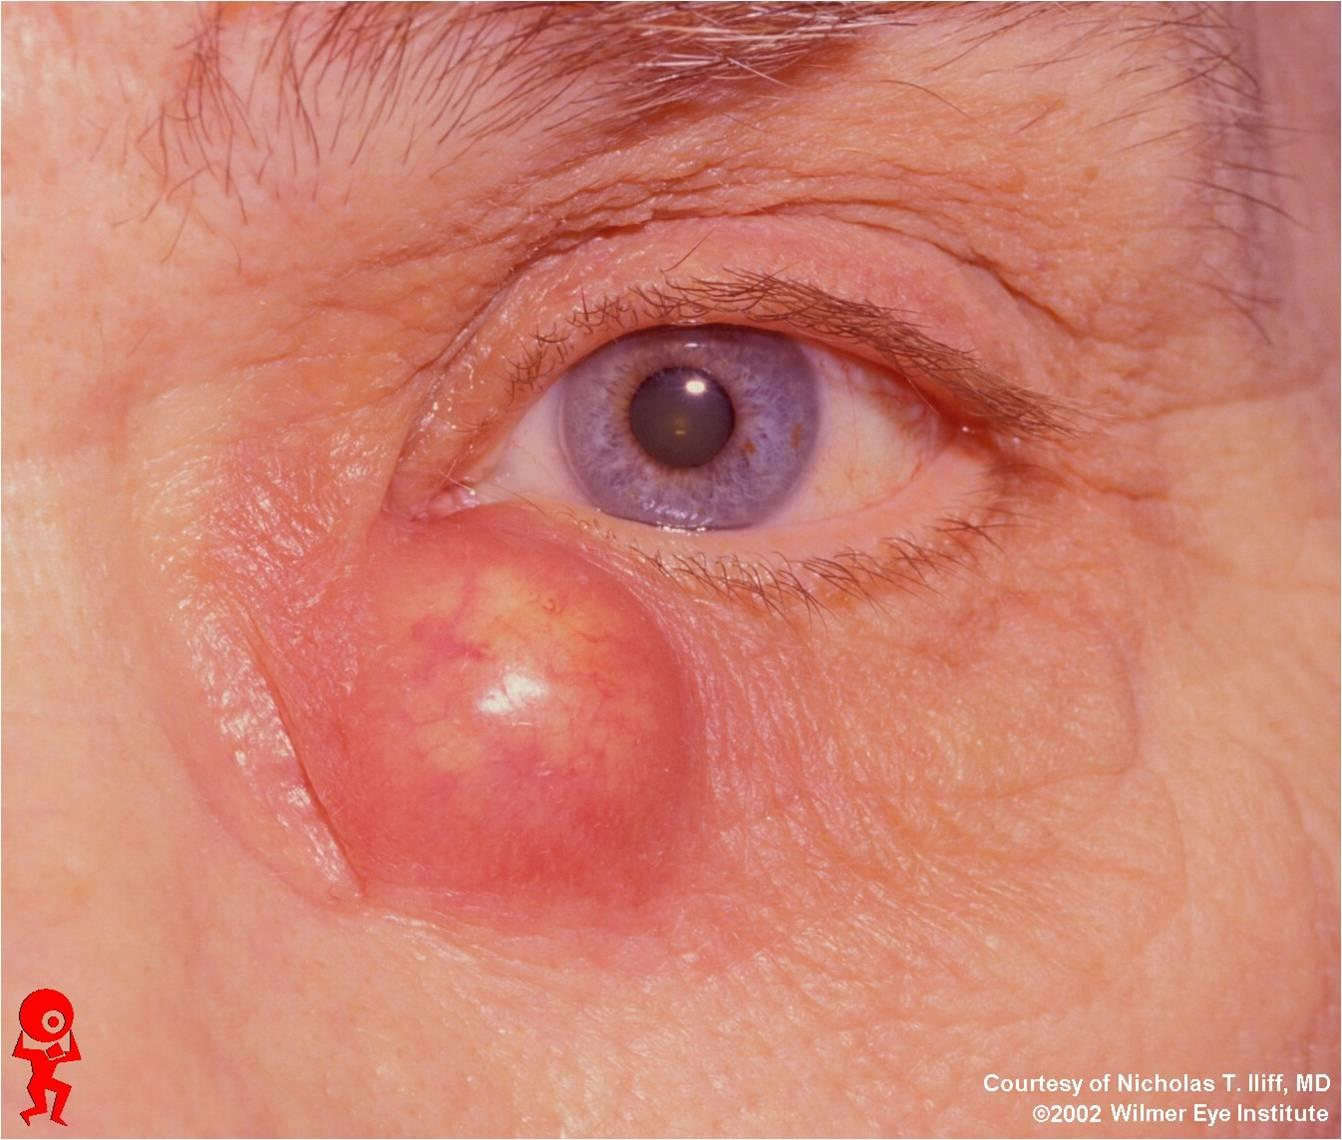 Courtesy of Nicholas T. Iliff, MD
©2002 Wilmer Eye Institute